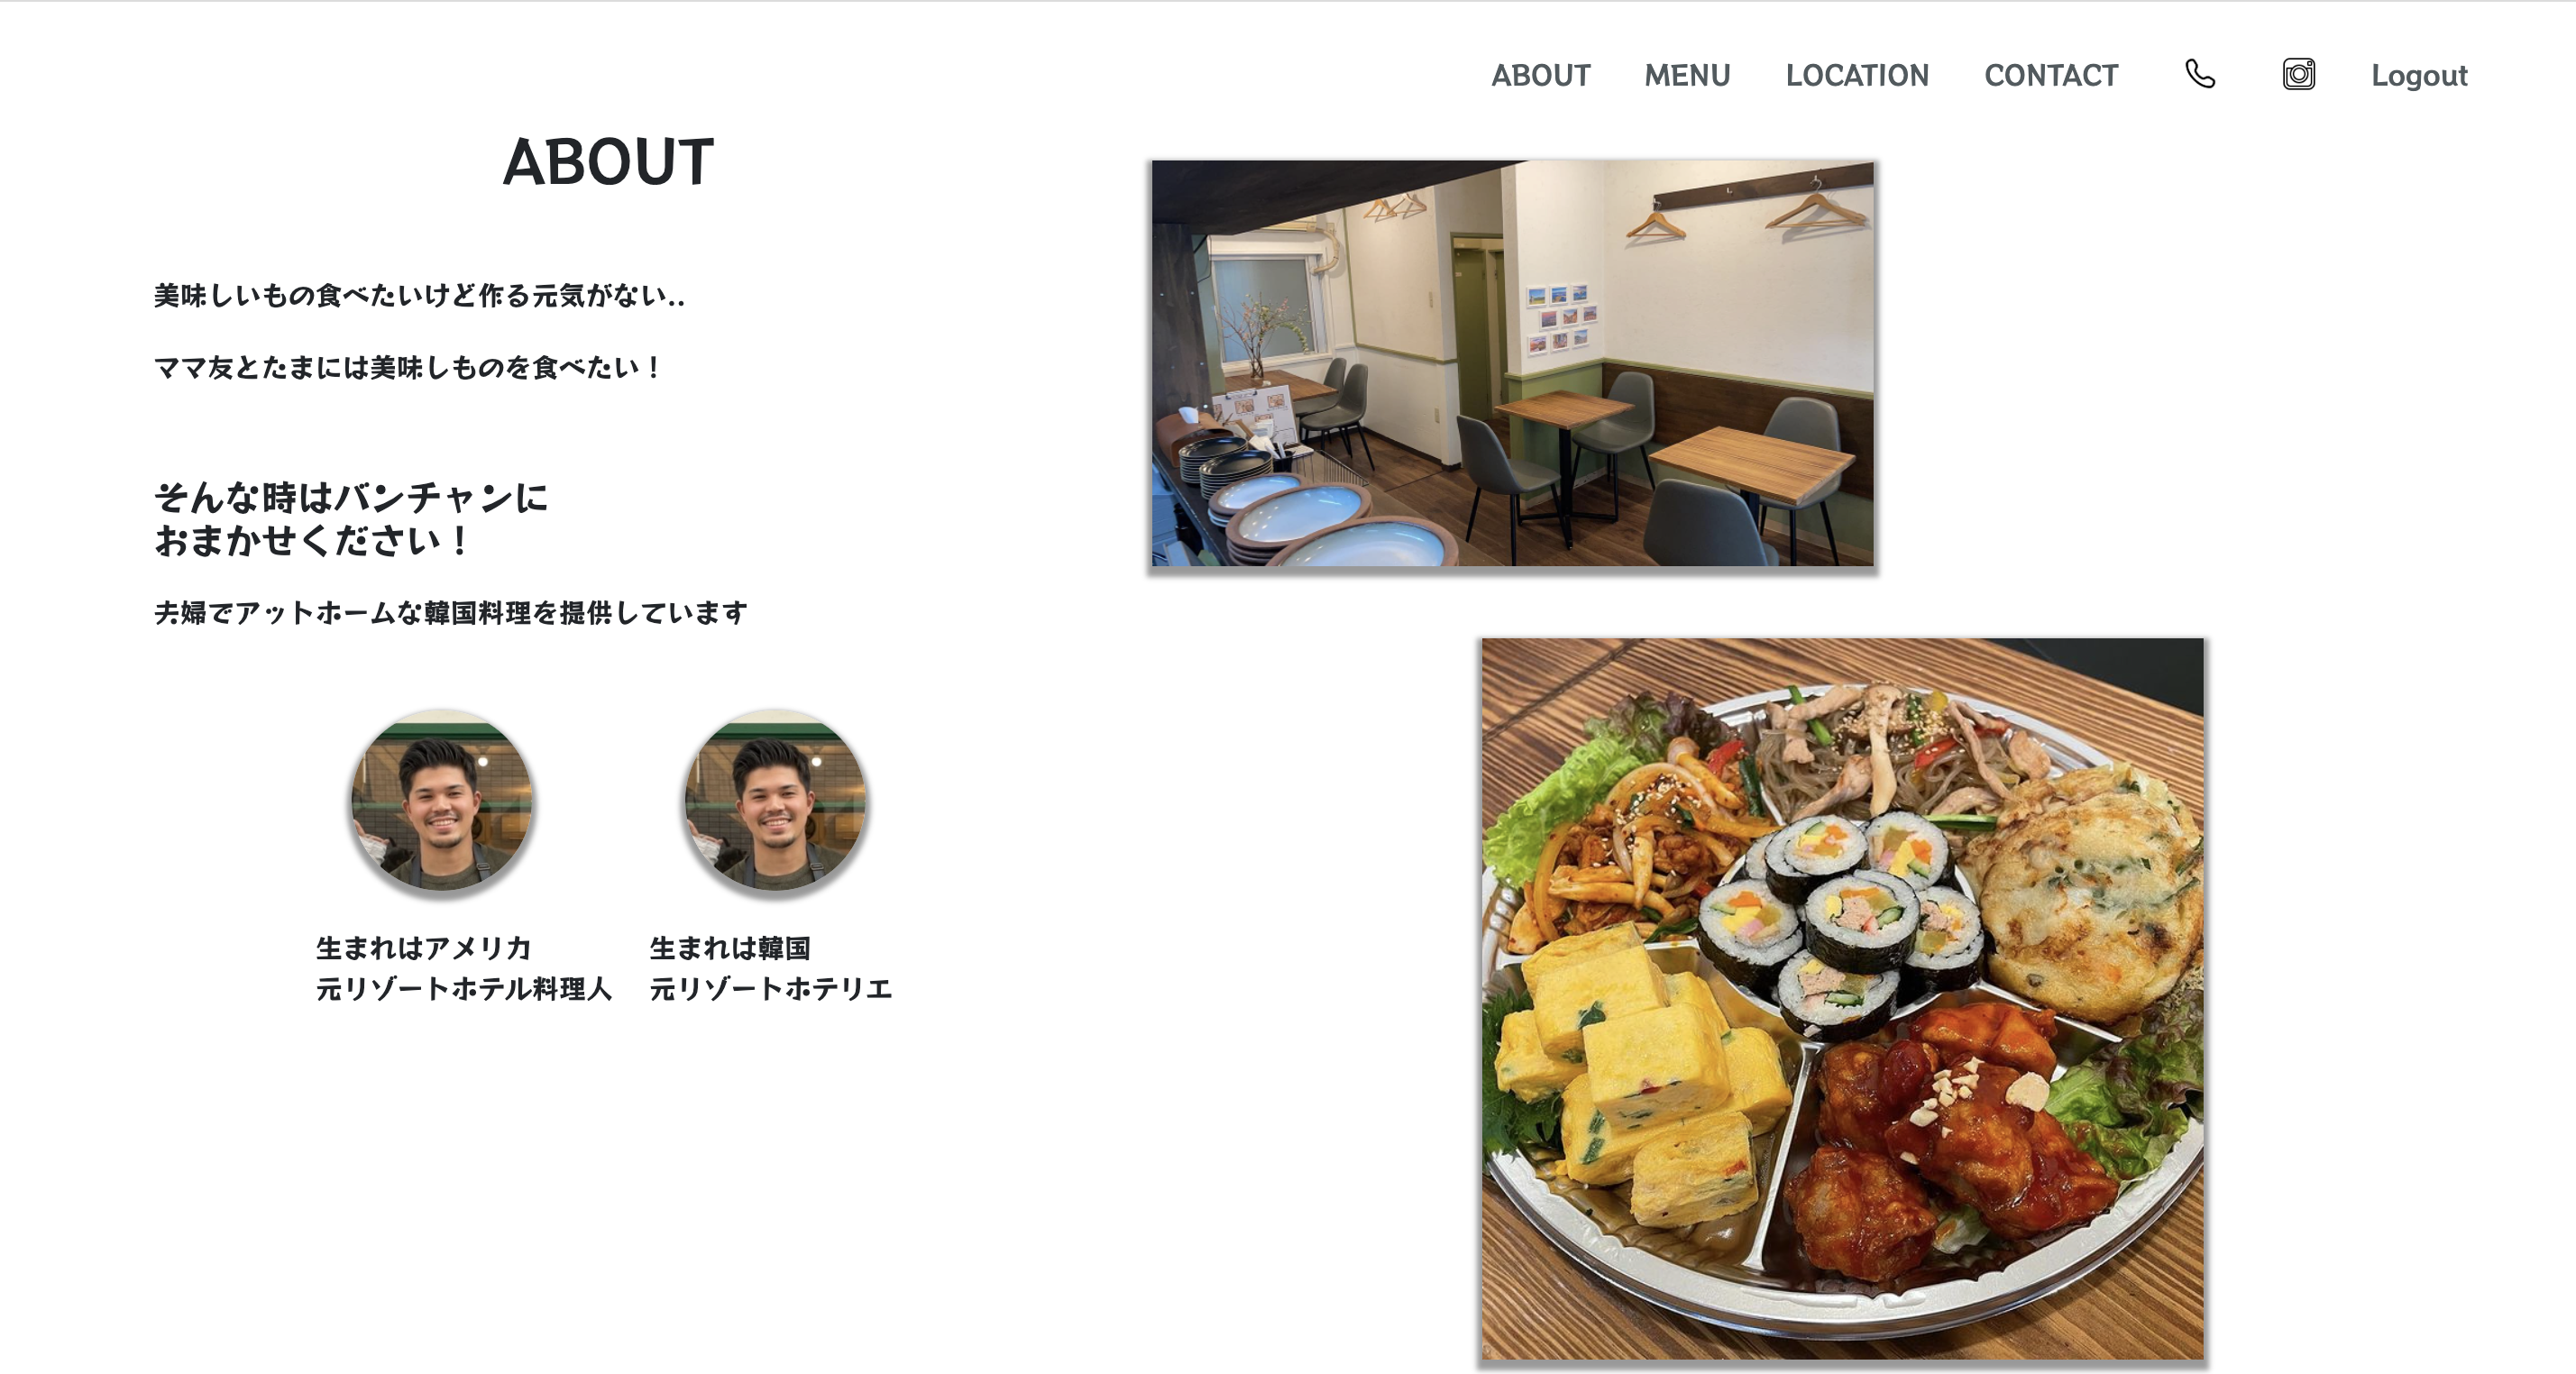 ABOUT MENU LOCATION CONTACT Logout
ABOUT
美味しいもの食べたいけど作る元気がない..
ママ友とたまには美味しものを食べたい！
そんな時はバンチャンに
おまかせください！
夫婦でアットホームな韓国料理を提供しています
生まれはアメリカ
元リゾートホテル料理人
生まれは韓国
元リゾートホテリエ